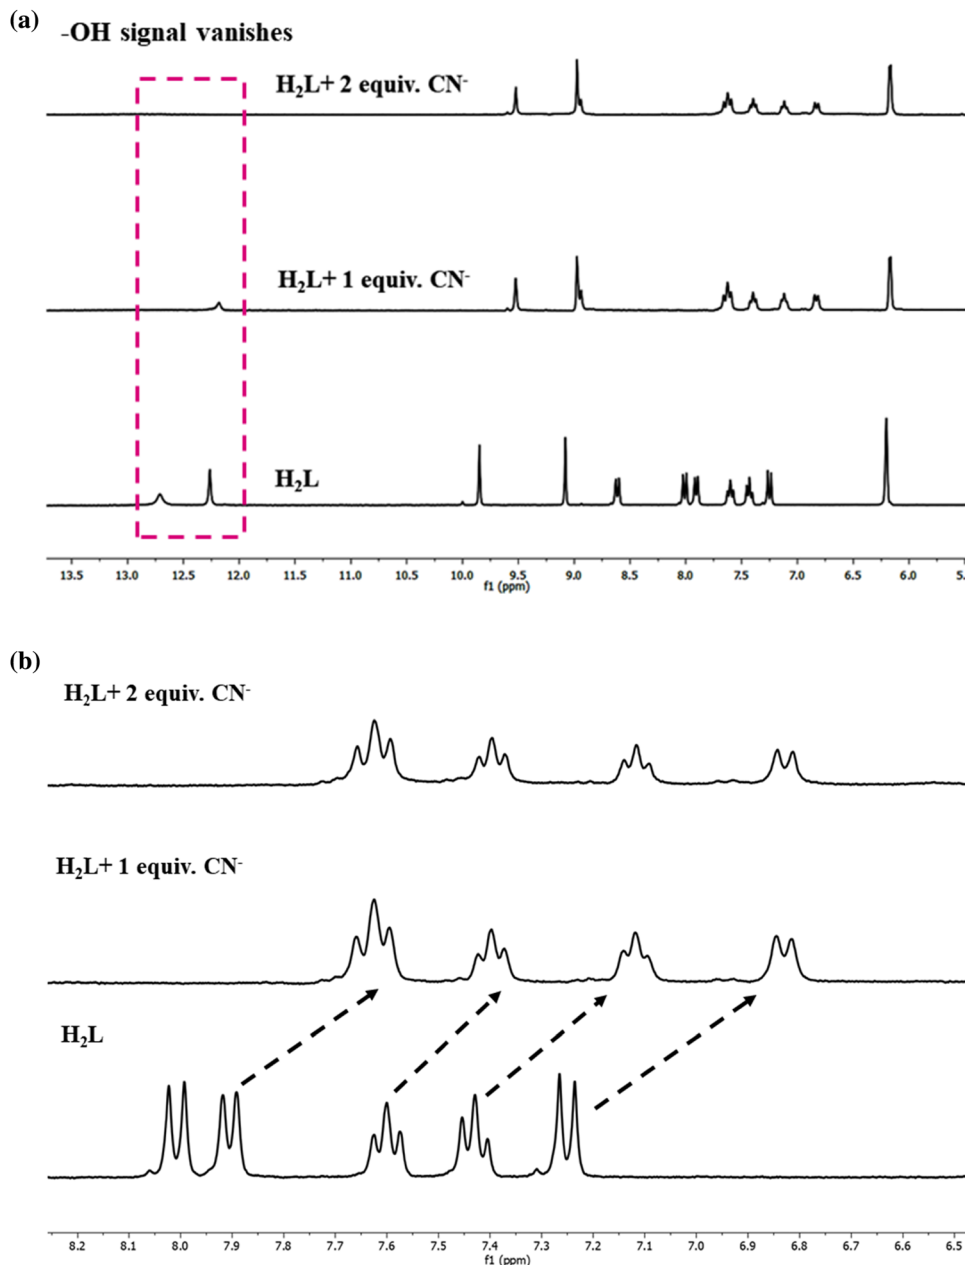 (a)
-OH signal vanishes
H₂L+ 2 equiv. CN⁻
H₂L+ 1 equiv. CN⁻
H₂L
13.5 13.0 12.5 12.0 11.5 11.0 10.5 10.0 9.5 9.0 8.5 8.0 7.5 7.0 6.5 6.0 5.
f1 (ppm)
(b)
H₂L+ 2 equiv. CN⁻
H₂L+ 1 equiv. CN⁻
H₂L
8.2 8.1 8.0 7.9 7.8 7.7 7.6 7.5 7.4 7.3 7.2 7.1 7.0 6.9 6.8 6.7 6.6 6.5
f1 (ppm)